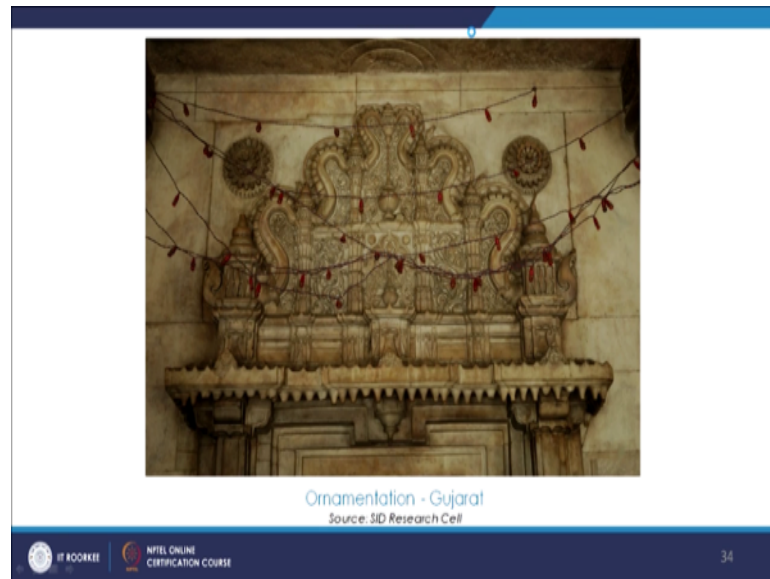 Ornamentation - Gujarat
Source: SID Research Cell
IIT ROORKEE
NPTEL ONLINE
CERTIFICATION COURSE
34